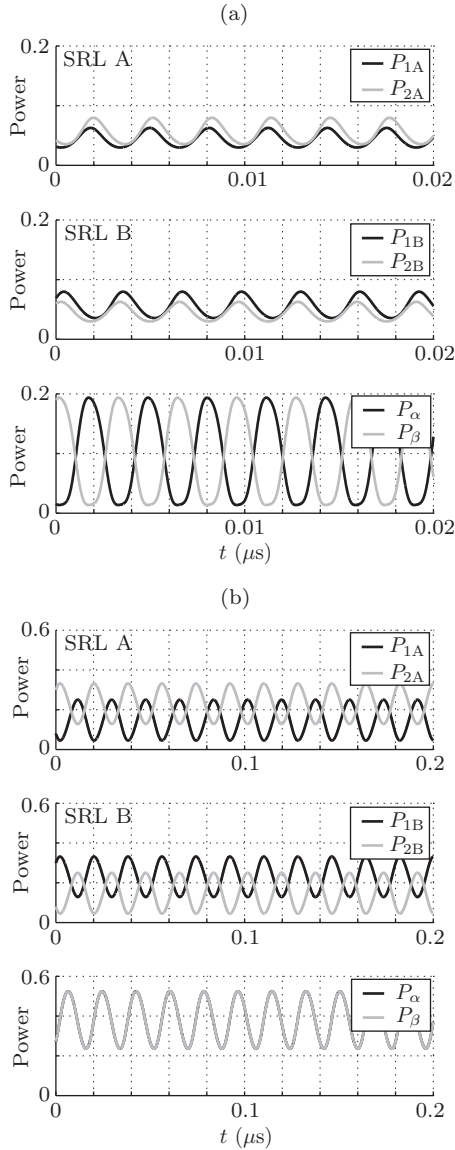 (a)
0.2
SRL A
P1A
P2A
Power
0
0 0.01 0.02
0.2
SRL B
P1B
P2B
Power
0
0 0.01 0.02
0.2
Pα
Pβ
Power
0
0 0.01 0.02
t (μs)
(b)
0.6
SRL A
P1A
P2A
Power
0
0 0.1 0.2
0.6
SRL B
P1B
P2B
Power
0
0 0.1 0.2
0.6
Pα
Pβ
Power
0
0 0.1 0.2
t (μs)